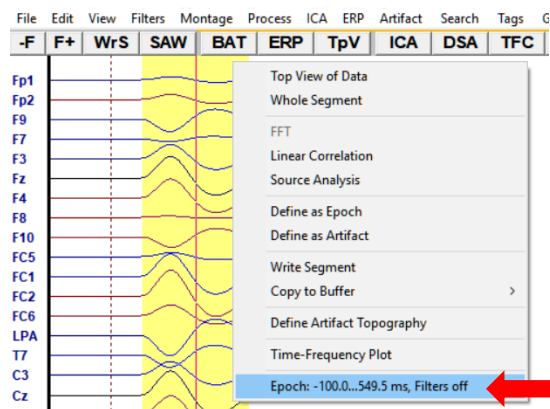 File Edit View Filters Montage Process ICA ERP Artifact Search Tags
-F F+ WrS SAW BAT ERP TpV ICA DSA TFC
Fp1
Fp2
F9
F7
F3
Fz
F4
F8
F10
FC5
FC1
FC2
FC6
LPA
T7
C3
Cz
Top View of Data
Whole Segment
FFT
Linear Correlation
Source Analysis
Define as Epoch
Define as Artifact
Write Segment
Copy to Buffer >
Define Artifact Topography
Time-Frequency Plot
Epoch: -100.0...549.5 ms, Filters off